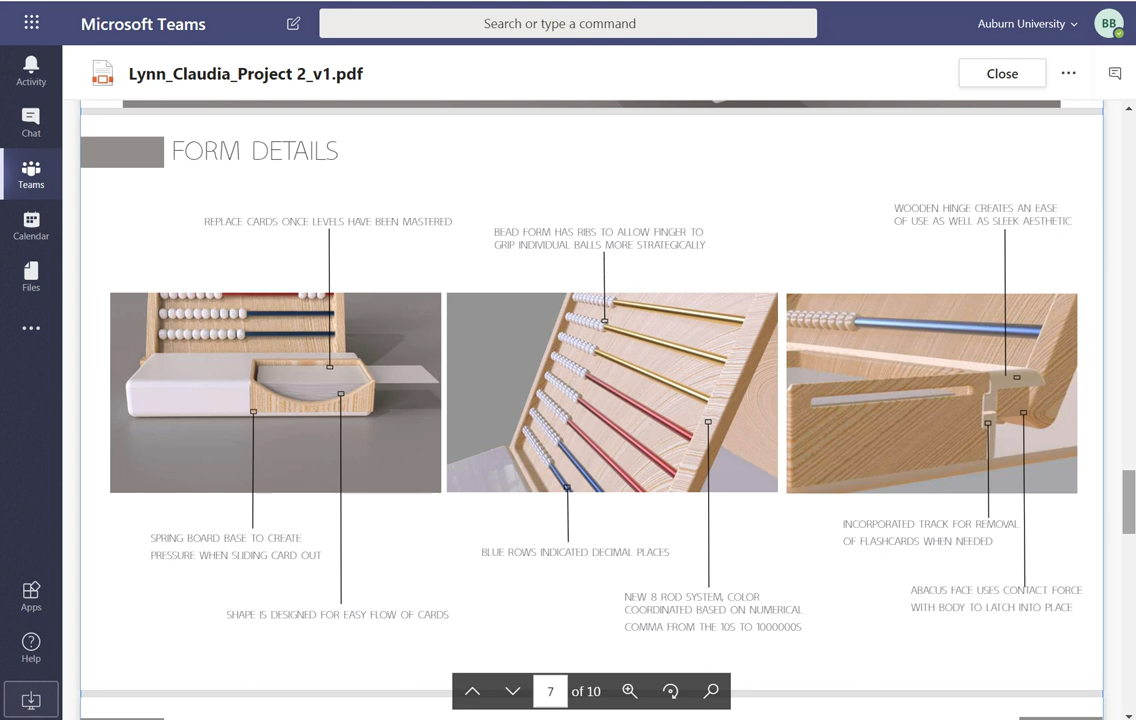 Microsoft Teams
Search or type a command
Auburn University
BB
Activity
Chat
Teams
Calendar
Files
Apps
Help
Lynn_Claudia_Project 2_v1.pdf
Close
FORM DETAILS
REPLACE CARDS ONCE LEVELS HAVE BEEN MASTERED
BEAD FORM HAS RIBS TO ALLOW FINGER TO
GRIP INDIVIDUAL BALLS MORE STRATEGICALLY
WOODEN HINGE CREATES AN EASE
OF USE AS WELL AS SLEEK AESTHETIC
SPRING BOARD BASE TO CREATE
PRESSURE WHEN SLIDING CARD OUT
SHAPE IS DESIGNED FOR EASY FLOW OF CARDS
BLUE ROWS INDICATED DECIMAL PLACES
NEW 8 ROD SYSTEM, COLOR
COORDINATED BASED ON NUMERICAL
COMMA FROM THE 10S TO 1000000S
INCORPORATED TRACK FOR REMOVAL
OF FLASHCARDS WHEN NEEDED
ABACUS FACE USES CONTACT FORCE
WITH BODY TO LATCH INTO PLACE
7 of 10